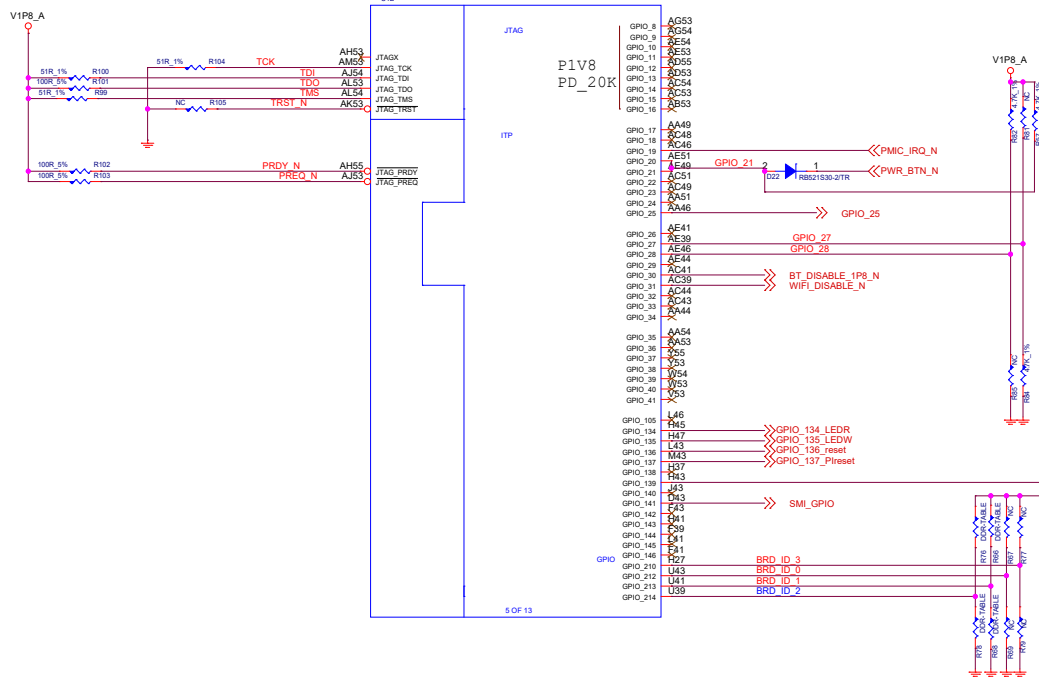 V1P8_A
51R_1%
R104
TCK
51R_1%
R100
TDI
100R_5%
R101
TDO
51R_1%
R99
TMS
NC
R105
TRST_N
100R_5%
R102
PRDY_N
100R_5%
R103
PREQ_N
AH53
AM53
AJ54
AL53
AL54
AK53
AH55
AJ53
JTAGX
JTAG_TCK
JTAG_TDI
JTAG_TDO
JTAG_TMS
JTAG_TRST
JTAG_PRDY
JTAG_PREQ
JTAG
ITP
P1V8
PD_20K
GPIO
5 OF 13
GPIO_8 AG53
GPIO_9 AG54
GPIO_10 AE54
GPIO_11 AE53
GPIO_12 AD55
GPIO_13 AD53
GPIO_14 AC54
GPIO_15 AC53
GPIO_16 AB53
GPIO_17 AA49
GPIO_18 AC48
GPIO_19 AC46 PMIC_IRQ_N
GPIO_20 AE51
GPIO_21 AE49 GPIO_21 2 D22 1 RB521S30-2/TR PWR_BTN_N
GPIO_22 AC51
GPIO_23 AC49
GPIO_24 AA51
GPIO_25 AA46 GPIO_25
GPIO_26 AE41
GPIO_27 AE39 GPIO_27
GPIO_28 AE46 GPIO_28
GPIO_29 AE44
GPIO_30 AC41 BT_DISABLE_1P8_N
GPIO_31 AC39 WIFI_DISABLE_N
GPIO_32 AC44
GPIO_33 AC43
GPIO_34 AA44
GPIO_35 AA54
GPIO_36 AA53
GPIO_37 Y55
GPIO_38 Y53
GPIO_39 W54
GPIO_40 W53
GPIO_41 V53
GPIO_105 L46
GPIO_134 H45 GPIO_134_LEDR
GPIO_135 H47 GPIO_135_LEDW
GPIO_136 L43 GPIO_136_reset
GPIO_137 M43 GPIO_137_PIreset
GPIO_138 H37
GPIO_139 H43
GPIO_140 J43
GPIO_141 D43 SMI_GPIO
GPIO_142 F43
GPIO_143 H41
GPIO_144 F39
GPIO_145
GPIO_146 F41
GPIO_210 H27 BRD_ID_3
GPIO_212 U43 BRD_ID_0
GPIO_213 U41 BRD_ID_1
GPIO_214 U39 BRD_ID_2
V1P8_A
4.7K_1%
R82
NC
R81
NC
R85
4.7K_1%
R84
DDR-TABLE
R76
DDR-TABLE
R66
NC
R67
NC
R77
DDR-TABLE
R78
DDR-TABLE
R68
NC
R69
NC
R79